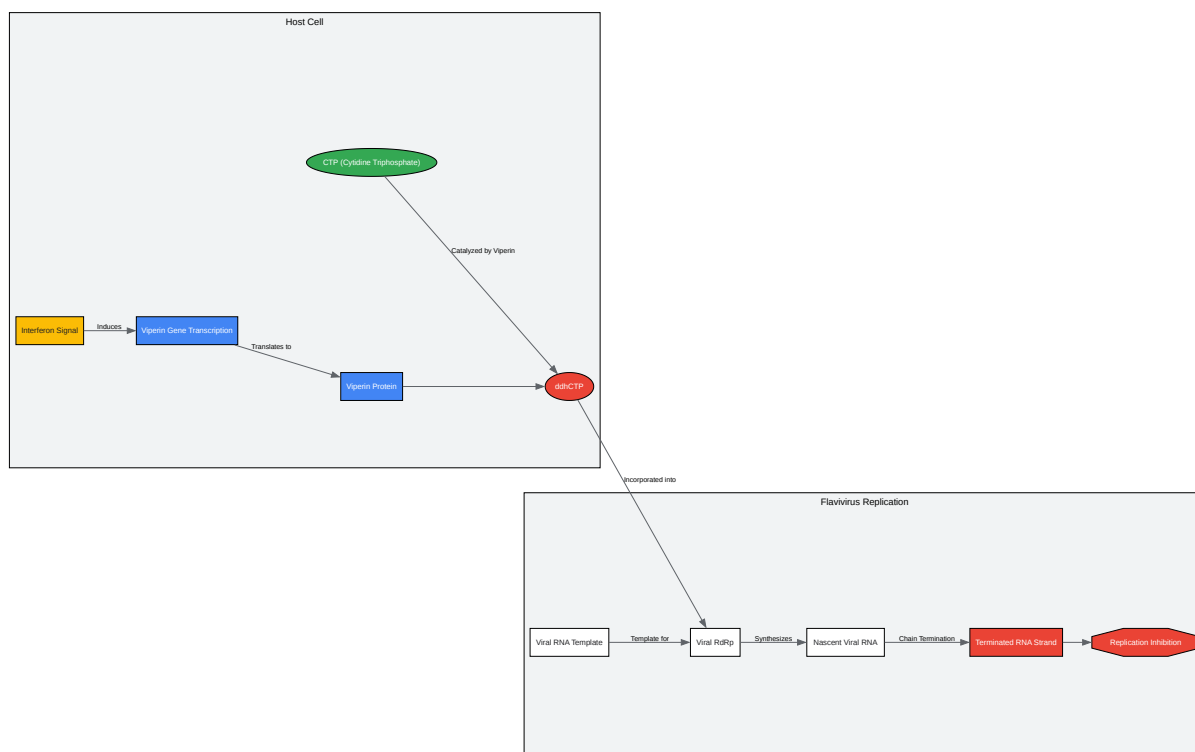 Host Cell
CTP (Cytidine Triphosphate)
Catalyzed by Viperin
Interferon Signal
Induces
Viperin Gene Transcription
Translates to
Viperin Protein
ddhCTP
Incorporated into
Flavivirus Replication
Viral RNA Template
Template for
Viral RdRp
Synthesizes
Nascent Viral RNA
Chain Termination
Terminated RNA Strand
Replication Inhibition